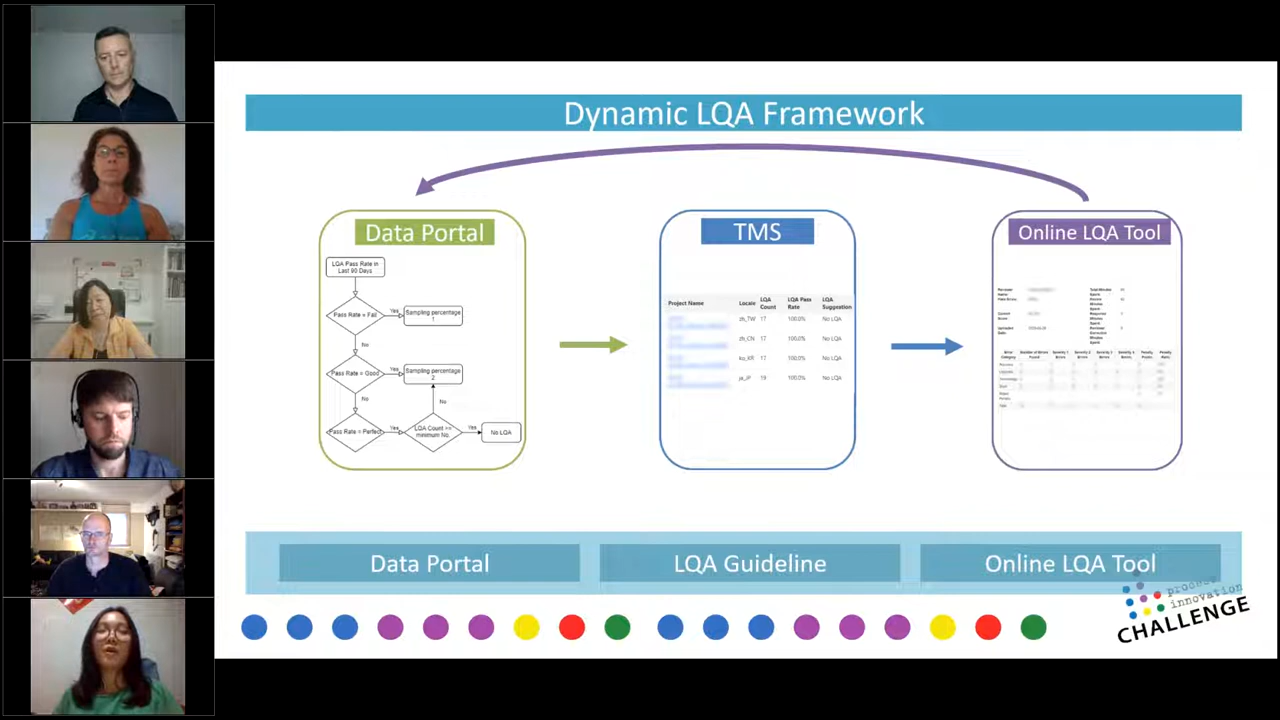 Dynamic LQA Framework
Data Portal
LQA Pass Rate in
Last 90 Days
Pass Rate = Fail
Yes
Sampling percentage
1
No
Pass Rate = Good
Yes
Sampling percentage
2
No
No
Pass Rate = Perfect
Yes
LQA Count >=
minimum No.
Yes
No LQA
TMS
Project Name Locale LQA Count LQA Pass Rate LQA Suggestion
zh_TW 17 100.0% No LQA
zh_CN 17 100.0% No LQA
ko_KR 17 100.0% No LQA
ja_JP 19 100.0% No LQA
Online LQA Tool
Data Portal
LQA Guideline
Online LQA Tool
process
innovation
CHALLENGE